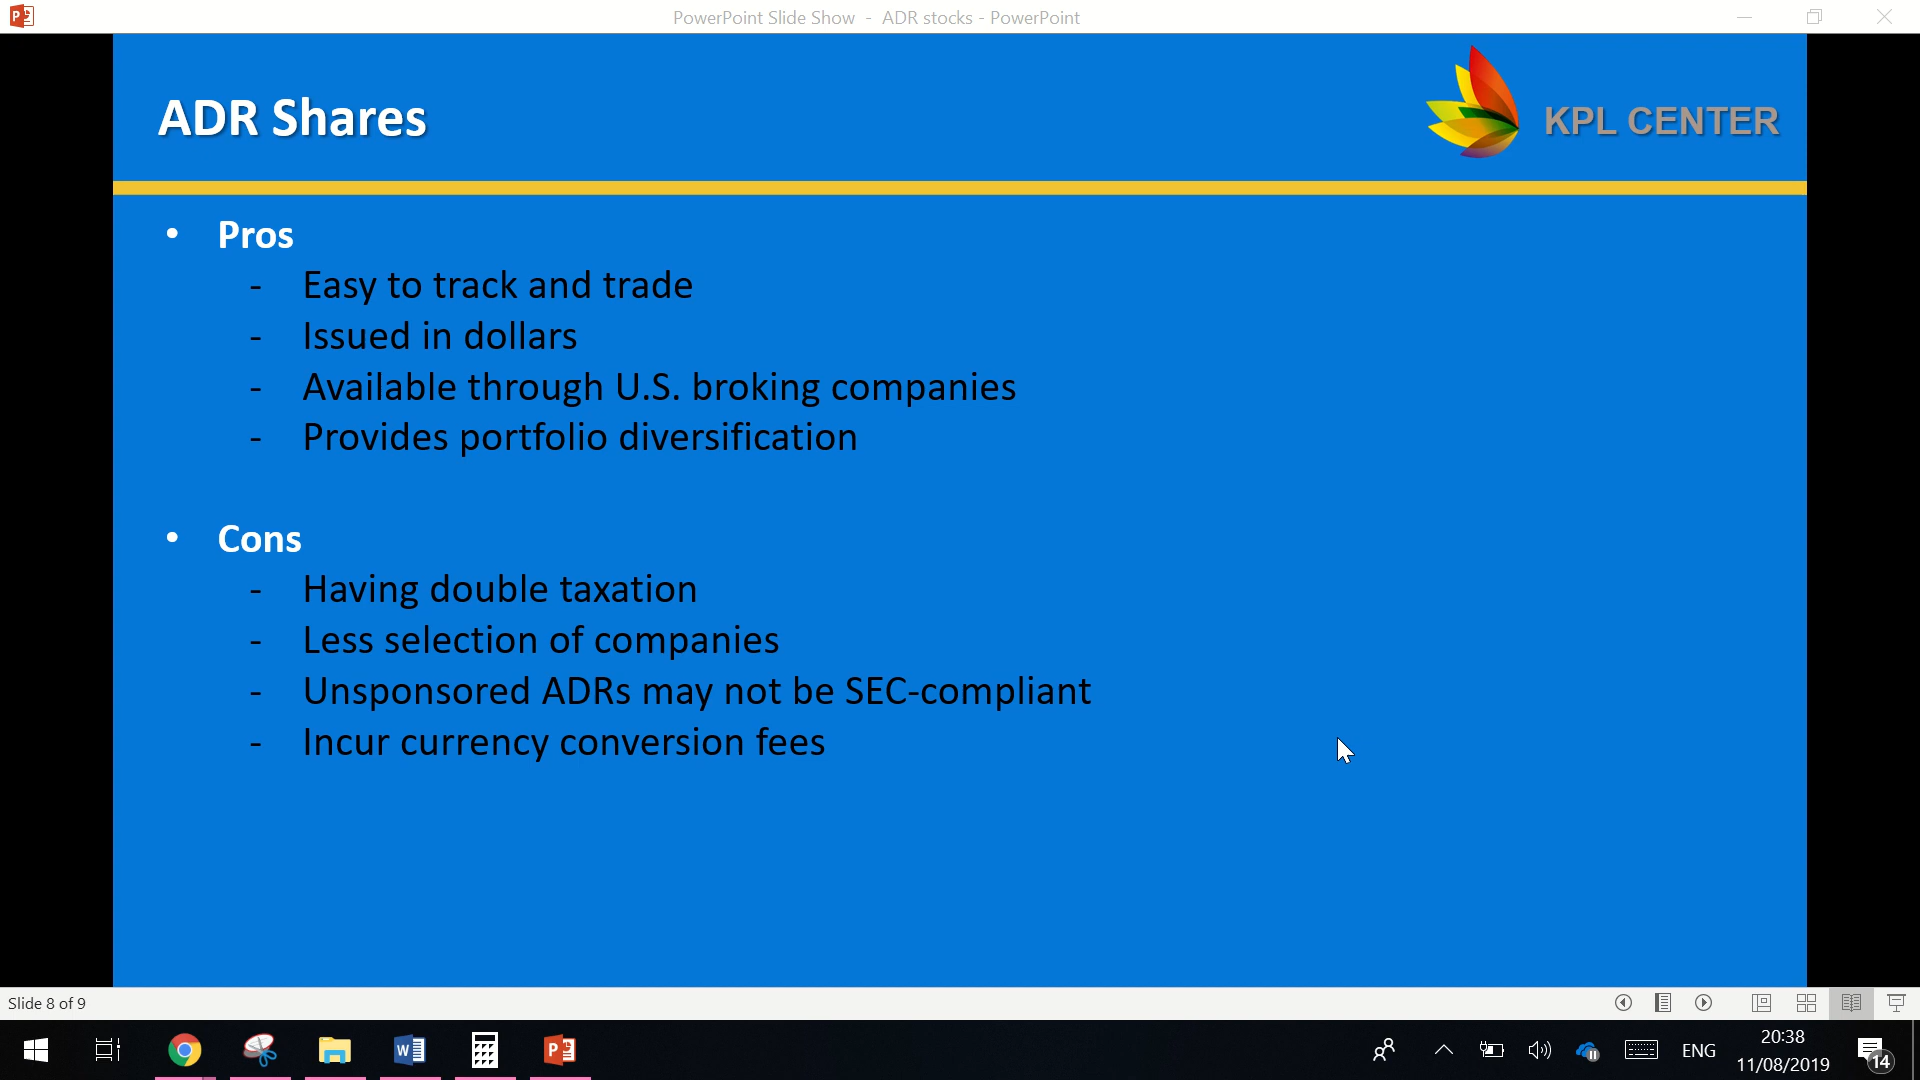 PowerPoint Slide Show - ADR stocks - PowerPoint
ADR Shares
KPL CENTER
• Pros
- Easy to track and trade
- Issued in dollars
- Available through U.S. broking companies
- Provides portfolio diversification
• Cons
- Having double taxation
- Less selection of companies
- Unsponsored ADRs may not be SEC-compliant
- Incur currency conversion fees
Slide 8 of 9
ENG
20:38
11/08/2019
14